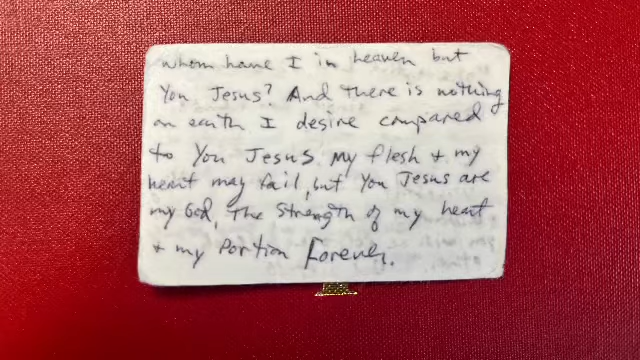 whom have I in heaven but
You Jesus? And there is nothing
on earth I desire compared
to You Jesus. My flesh + my
heart may fail, but You Jesus are
my God, The Strength of my heart
+ my Portion Forever.